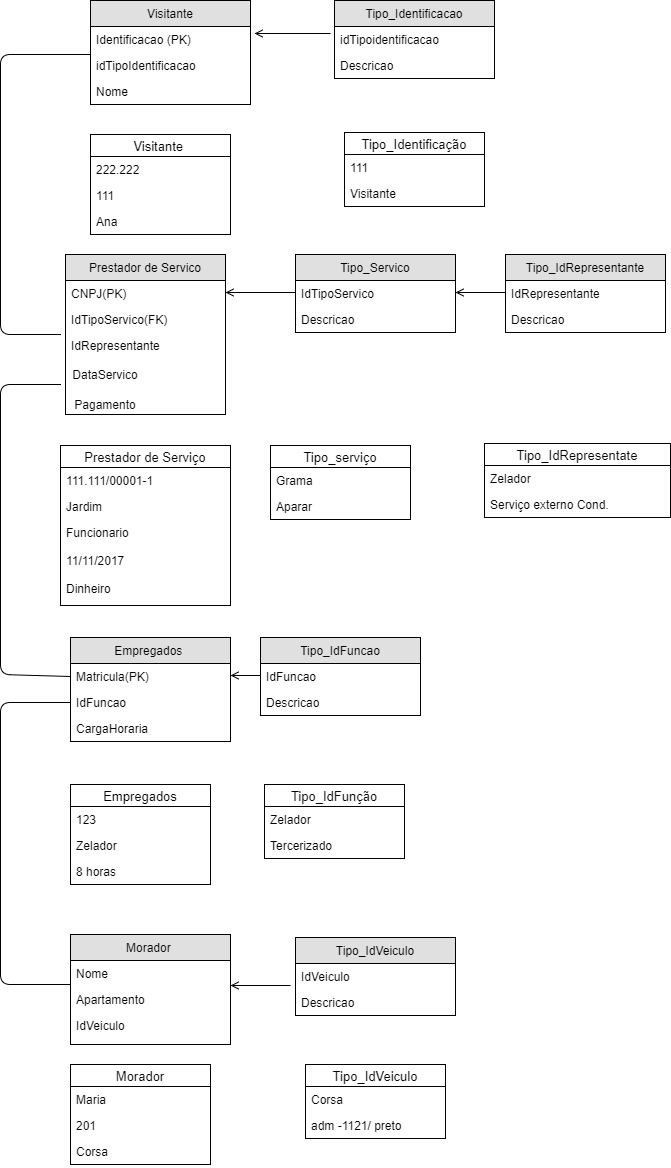 Visitante
Identificacao (PK)
idTipoIdentificacao
Nome
Tipo_Identificacao
idTipoidentificacao
Descricao
Visitante
222.222
111
Ana
Tipo_Identificação
111
Visitante
Prestador de Servico
CNPJ(PK)
IdTipoServico(FK)
IdRepresentante
DataServico
Pagamento
Tipo_Servico
IdTipoServico
Descricao
Tipo_IdRepresentante
IdRepresentante
Descricao
Prestador de Serviço
111.111/00001-1
Jardim
Funcionario
11/11/2017
Dinheiro
Tipo_serviço
Grama
Aparar
Tipo_IdRepresentate
Zelador
Serviço externo Cond.
Empregados
Matricula(PK)
IdFuncao
CargaHoraria
Tipo_IdFuncao
IdFuncao
Descricao
Empregados
123
Zelador
8 horas
Tipo_IdFunção
Zelador
Tercerizado
Morador
Nome
Apartamento
IdVeiculo
Tipo_IdVeiculo
IdVeiculo
Descricao
Morador
Maria
201
Corsa
Tipo_IdVeiculo
Corsa
adm -1121/ preto